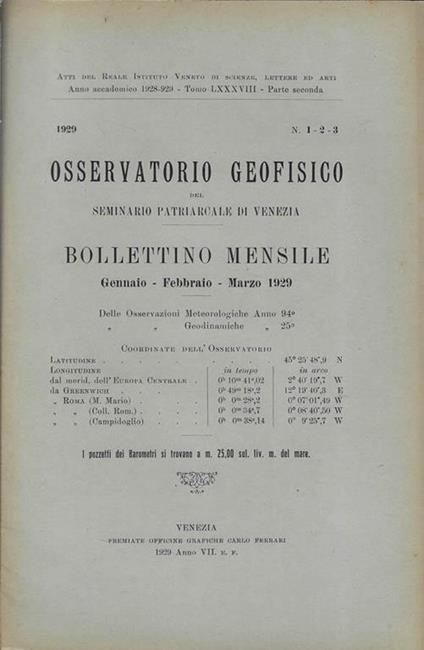 Atti del Reale Istituto Veneto di scienze, lettere ed arti
Anno accademico 1928-929 - Tomo LXXXVIII - Parte seconda
1929 N. 1 - 2 - 3
OSSERVATORIO GEOFISICO
DEL
SEMINARIO PATRIARCALE DI VENEZIA
BOLLETTINO MENSILE
Gennaio - Febbraio - Marzo 1929
Delle Osservazioni Meteorologiche Anno 94º
„ „ Geodinamiche „ 25º
Coordinate dell'Osservatorio
Latitudine . . . . . . . . . . 45° 25' 48",9 N
Longitudine in tempo in arco
dal merid. dell'Europa Centrale . 0h 10m 41s,02 2° 40' 19",7 W
da Greenwich . . . . 0h 49m 18s,2 12° 19' 40",3 E
„ Roma (M. Mario) . . . . 0h 0m 28s,2 0° 07' 01",49 W
„ „ (Coll. Rom.) . . . . 0h 0m 34s,7 0° 08' 40",50 W
„ „ (Campidoglio) . . . 0h 0m 38s,14 0° 9' 25",7 W
I pozzetti dei Barometri si trovano a m. 25,00 sul. liv. m. del mare.
VENEZIA
PREMIATE OFFICINE GRAFICHE CARLO FERRARI
1929 Anno VII. E. F.